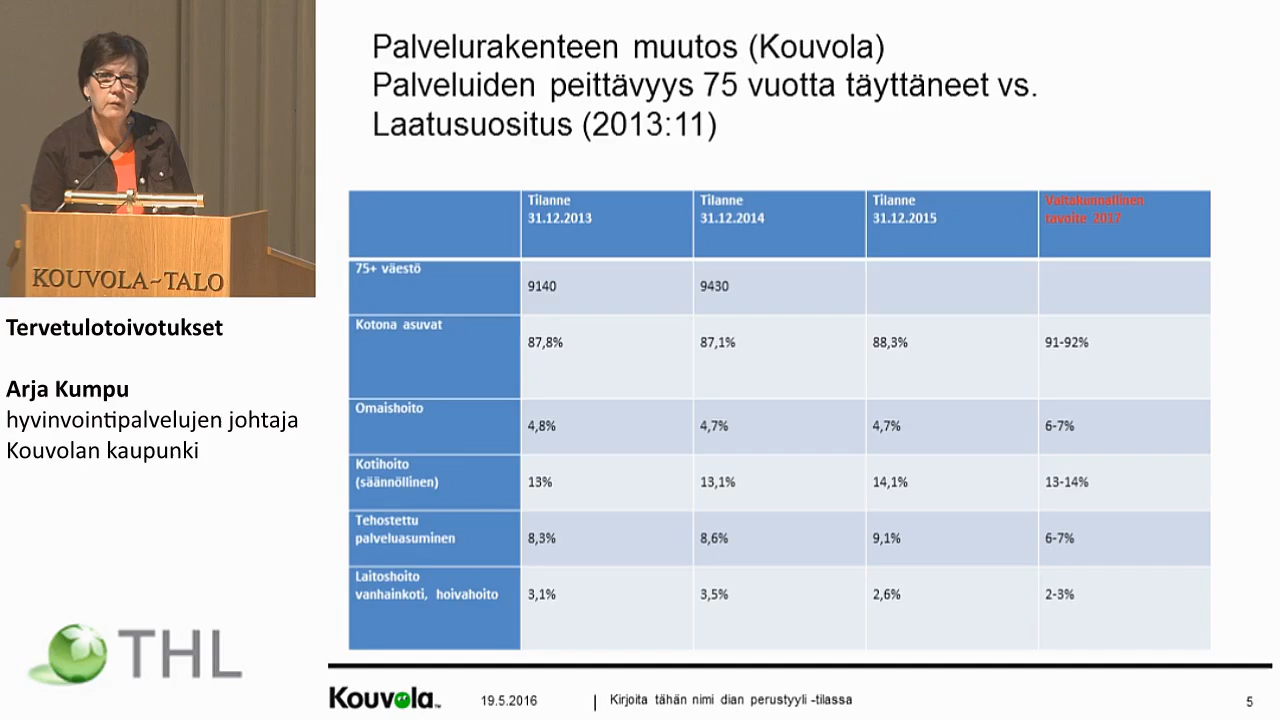 Palvelurakenteen muutos (Kouvola)
Palveluiden peittävyys 75 vuotta täyttäneet vs.
Laatusuositus (2013:11)
KOUVOLA-TALO
Tervetulotoivotukset
Arja Kumpu
hyvinvointipalvelujen johtaja
Kouvolan kaupunki
THL
Tilanne 31.12.2013 Tilanne 31.12.2014 Tilanne 31.12.2015 Valtakunnallinen tavoite 2017
75+ väestö 9140 9430
Kotona asuvat 87,8% 87,1% 88,3% 91-92%
Omaishoito 4,8% 4,7% 4,7% 6-7%
Kotihoito (säännöllinen) 13% 13,1% 14,1% 13-14%
Tehostettu palveluasuminen 8,3% 8,6% 9,1% 6-7%
Laitoshoito vanhainkoti, hoivahoito 3,1% 3,5% 2,6% 2-3%
Kouvola™ 19.5.2016 | Kirjoita tähän nimi dian perustyyli -tilassa 5